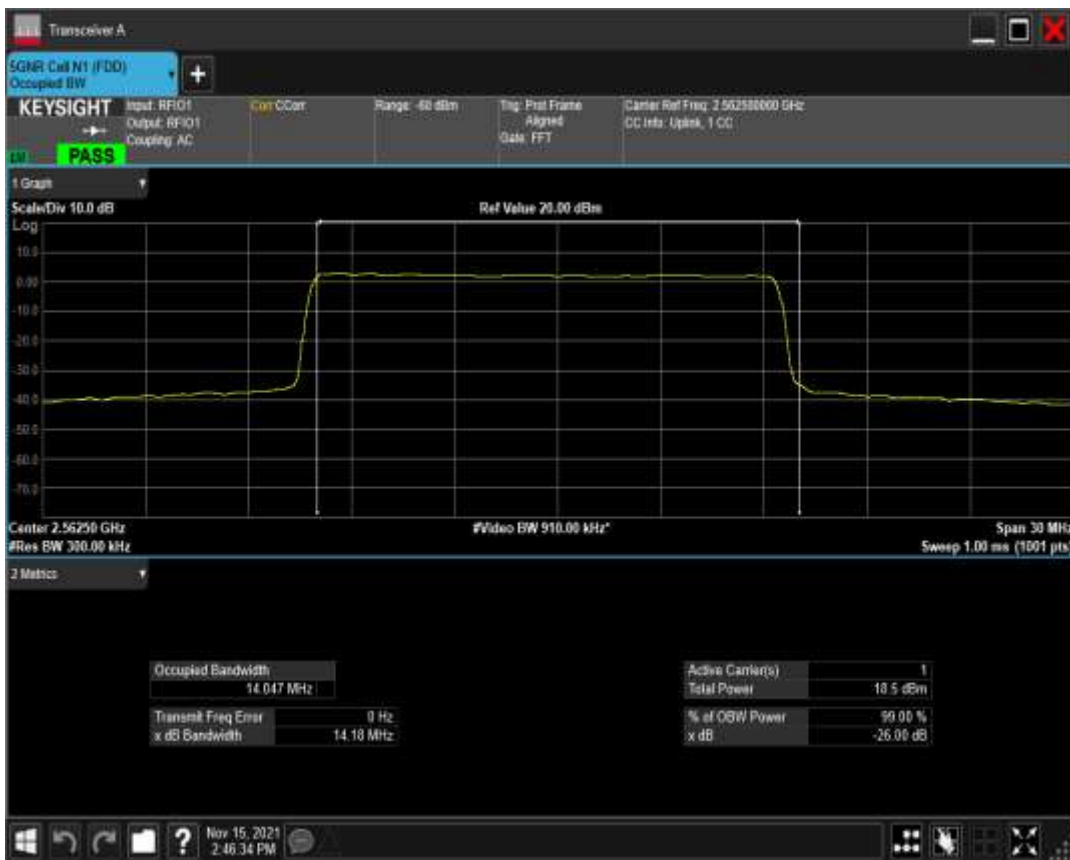 Transceiver A
5GNR Cell N1 (FDD)
Occupied BW
+
KEYSIGHT
Input: RFIO1
Output: RFIO1
Coupling: AC
Corr CCorr
Range: -60 dBm
Trig: Prot Frame
Aligned
Gate: FFT
Carrier Ref Freq: 2.562500000 GHz
CC Info: Uplink, 1 CC
PASS
1 Graph
Scale/Div 10.0 dB
Ref Value 20.00 dBm
Log
10.0
0.00
-10.0
-20.0
-30.0
-40.0
-50.0
-60.0
-70.0
Center 2.56250 GHz
#Video BW 910.00 kHz*
Span 30 MHz
#Res BW 300.00 kHz
Sweep 1.00 ms (1001 pts)
2 Metrics
Occupied Bandwidth
14.047 MHz
Transmit Freq Error 0 Hz
x dB Bandwidth 14.18 MHz
Active Carrier(s) 1
Total Power 18.5 dBm
% of OBW Power 99.00 %
x dB -26.00 dB
?
Nov 15, 2021
2:46:34 PM